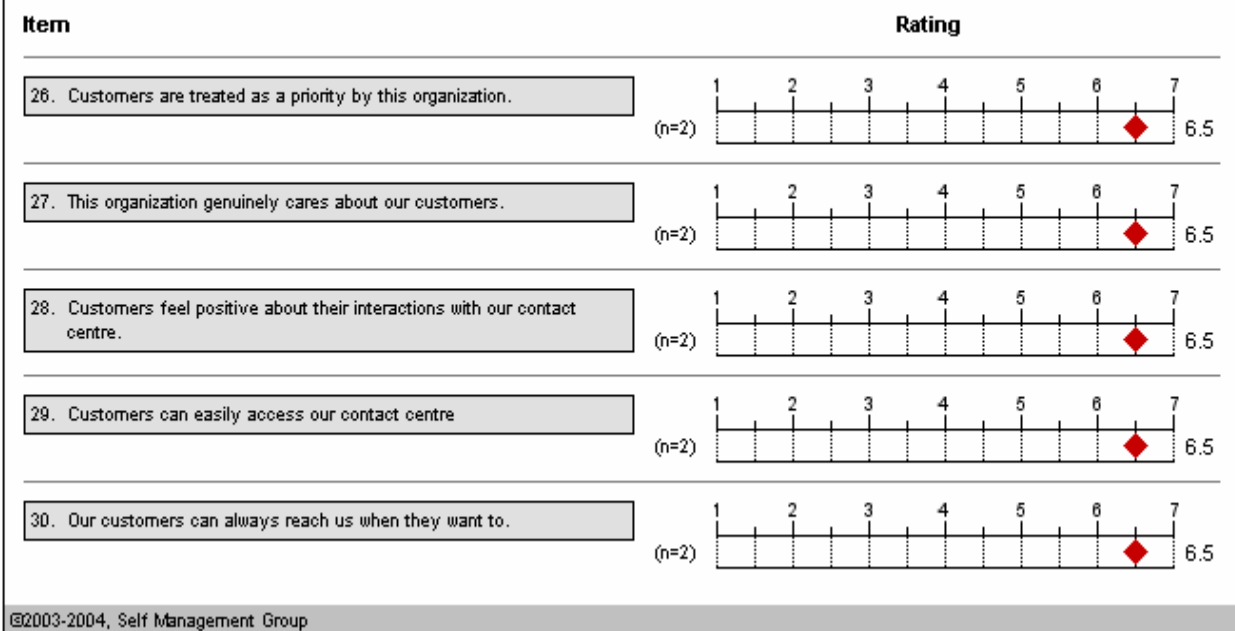 Item Rating
26. Customers are treated as a priority by this organization.
1 2 3 4 5 6 7
(n=2) 6.5
27. This organization genuinely cares about our customers.
1 2 3 4 5 6 7
(n=2) 6.5
28. Customers feel positive about their interactions with our contact
centre.
1 2 3 4 5 6 7
(n=2) 6.5
29. Customers can easily access our contact centre
1 2 3 4 5 6 7
(n=2) 6.5
30. Our customers can always reach us when they want to.
1 2 3 4 5 6 7
(n=2) 6.5
©2003-2004, Self Management Group